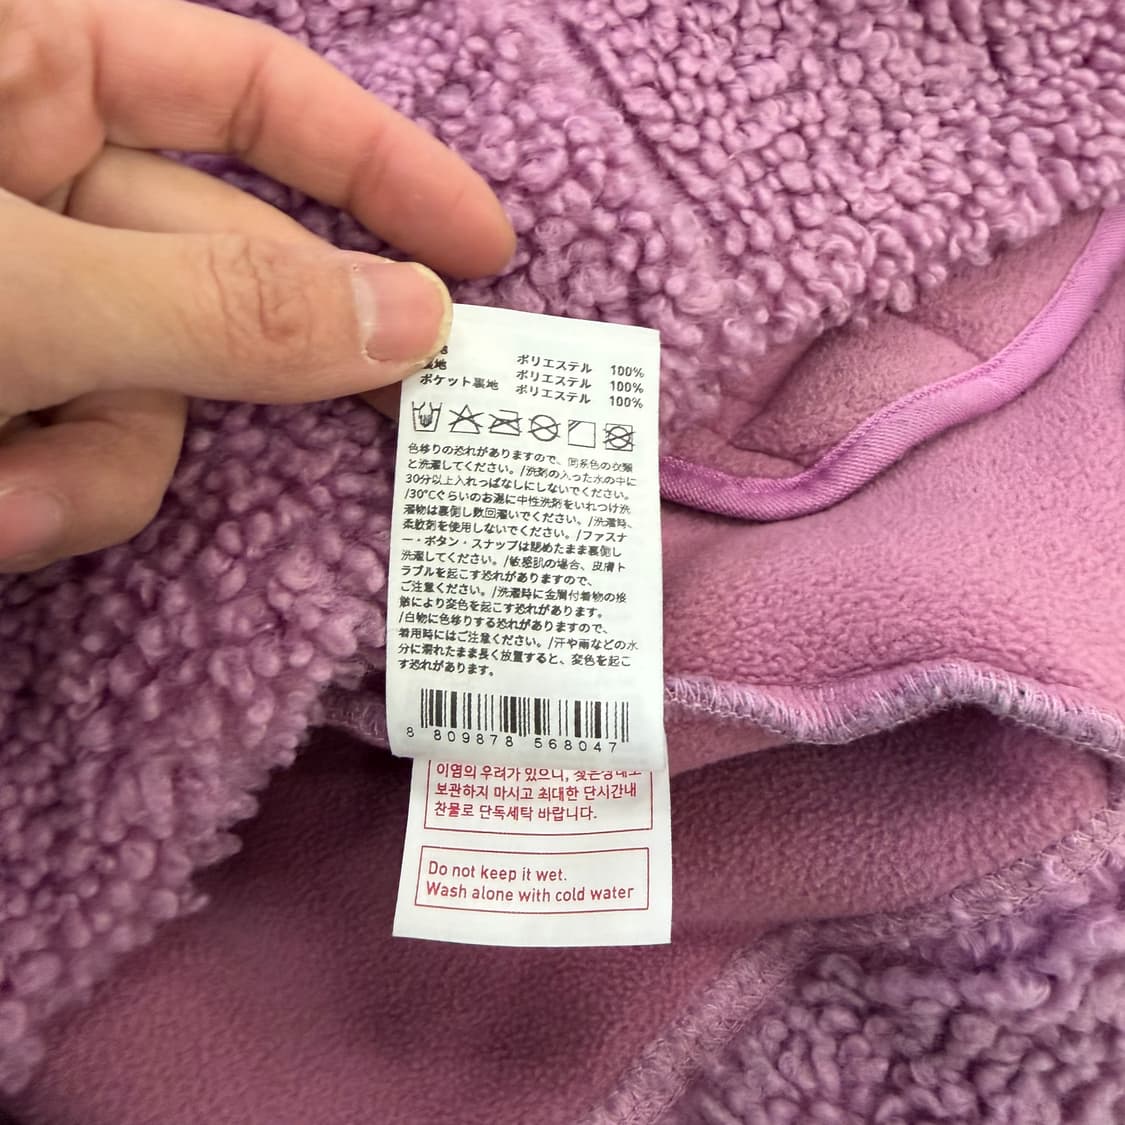 裏地 ポリエステル 100%
ポケット裏地 ポリエステル 100%
ポリエステル 100%
色移りの恐れがありますので、同系色の衣類
と洗濯してください。/洗剤の入った水の中に
30分以上入れっぱなしにしないでください。
/30℃ぐらいのお湯に中性洗剤をいれつけ洗
濯物は裏側し数回濯いでください。/洗濯時、
柔軟剤を使用しないでください。/ファスナ
ー・ボタン・スナップは認めたまま裏側し
洗濯してください。/敏感肌の場合、皮膚ト
ラブルを起こす恐れがありますので、
ご注意ください。/洗濯時に金属付着物の接
触により変色を起こす恐れがあります。
/白物に色移りする恐れがありますので、
着用時にはご注意ください。/汗や雨などの水
分に濡れたまま長く放置すると、変色を起こ
す恐れがあります。
8 809878 568047
이염의 우려가 있으니, 젖은상태로
보관하지 마시고 최대한 단시간내
찬물로 단독세탁 바랍니다.
Do not keep it wet.
Wash alone with cold water